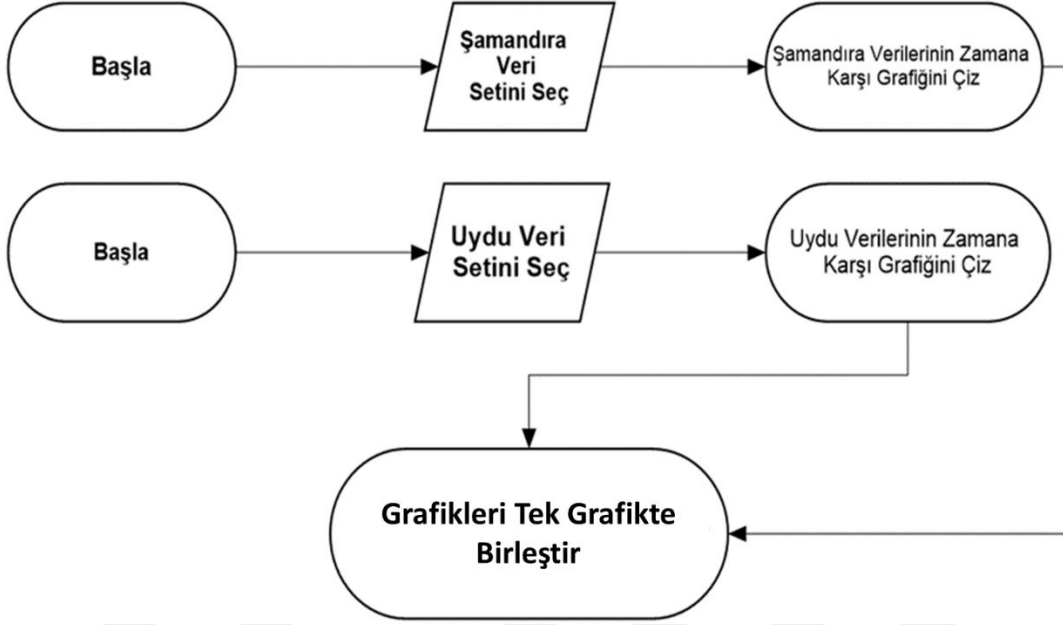 Başla
Şamandıra
Veri
Setini Seç
Şamandıra Verilerinin Zamana
Karşı Grafiğini Çiz
Başla
Uydu Veri
Setini Seç
Uydu Verilerinin Zamana
Karşı Grafiğini Çiz
Grafikleri Tek Grafikte
Birleştir